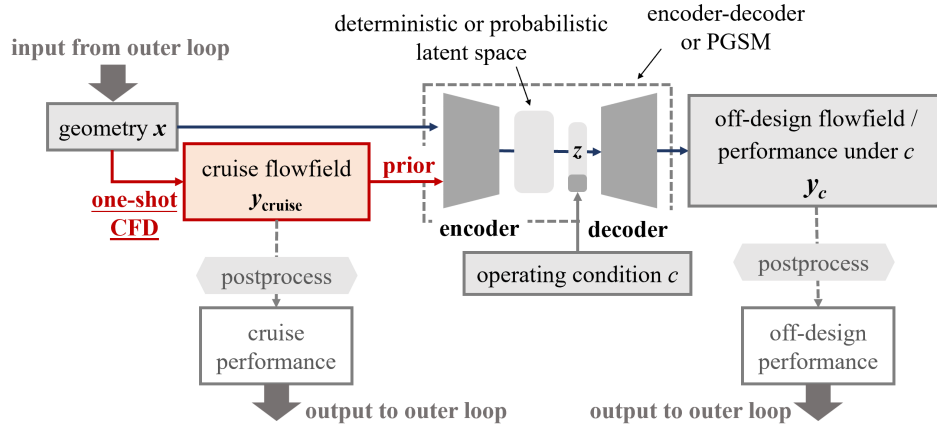 input from outer loop
deterministic or probabilistic
latent space
encoder-decoder
or PGSM
geometry x
one-shot
CFD
cruise flowfield
y_cruise
prior
encoder
z
decoder
operating condition c
off-design flowfield /
performance under c
y_c
postprocess
cruise
performance
output to outer loop
postprocess
off-design
performance
output to outer loop